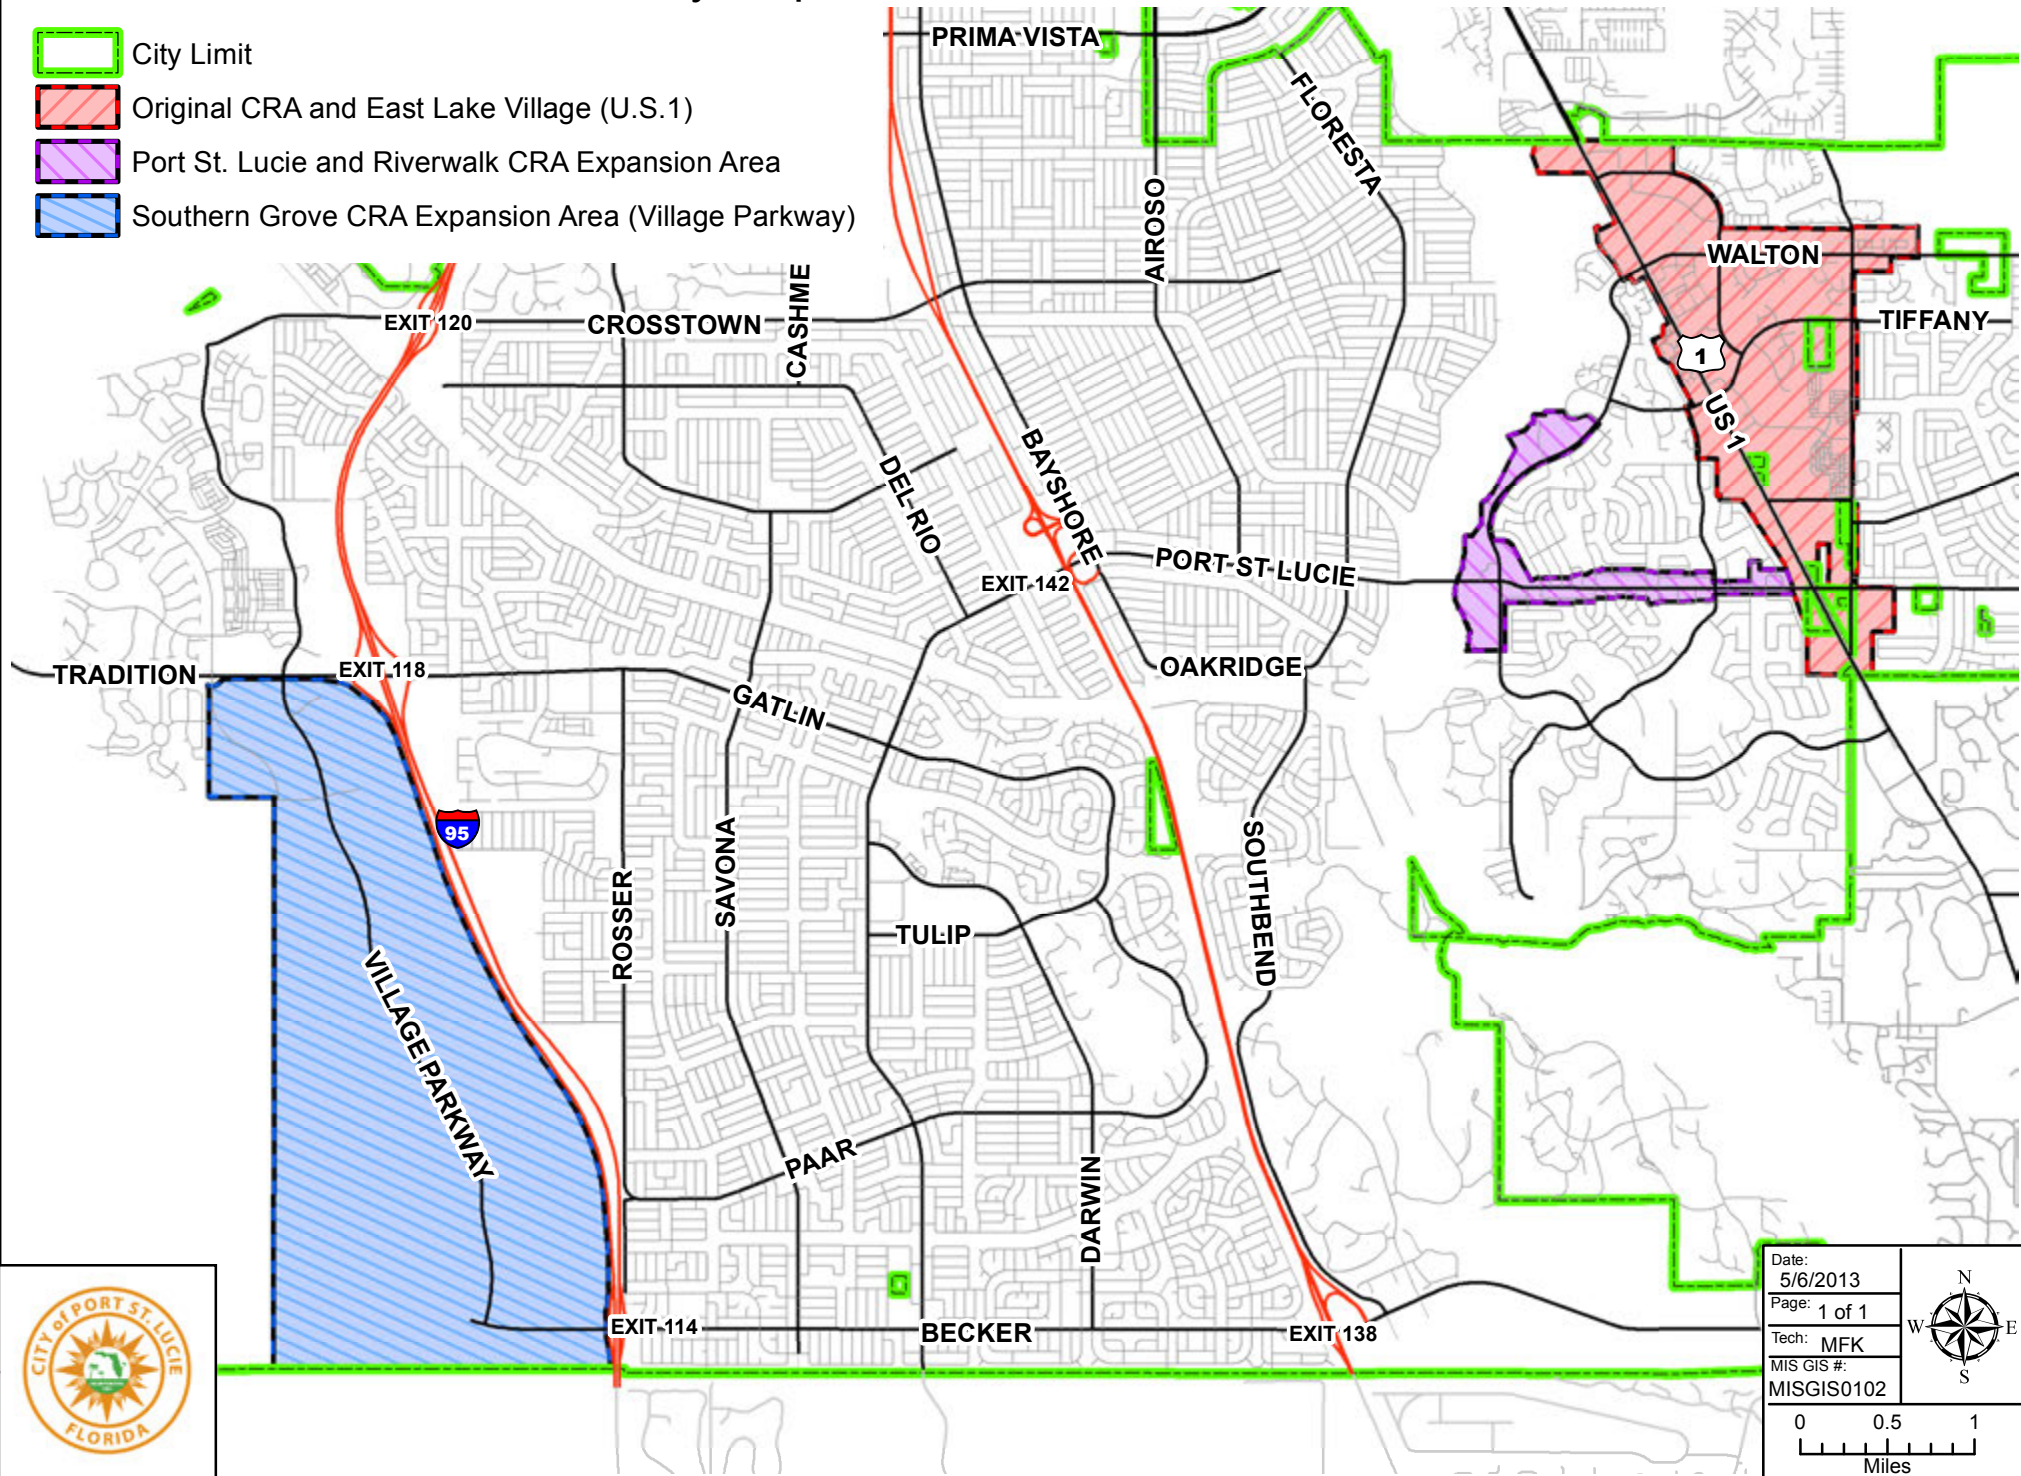 City Limit
Original CRA and East Lake Village (U.S.1)
Port St. Lucie and Riverwalk CRA Expansion Area
Southern Grove CRA Expansion Area (Village Parkway)
PRIMA VISTA
FLORESTA
AIROSO
WALTON
TIFFANY
CASHME
EXIT 120
CROSSTOWN
1
US 1
BAYSHORE
DEL RIO
EXIT 142
PORT ST LUCIE
TRADITION
EXIT 118
OAKRIDGE
GATLIN
95
ROSSER
SAVONA
SOUTHBEND
TULIP
VILLAGE PARKWAY
PAAR
DARWIN
EXIT 114
BECKER
EXIT 138
CITY of PORT ST. LUCIE
FLORIDA
Date:
5/6/2013
Page: 1 of 1
Tech: MFK
MIS GIS #:
MISGIS0102
N
W
E
S
0 0.5 1
Miles